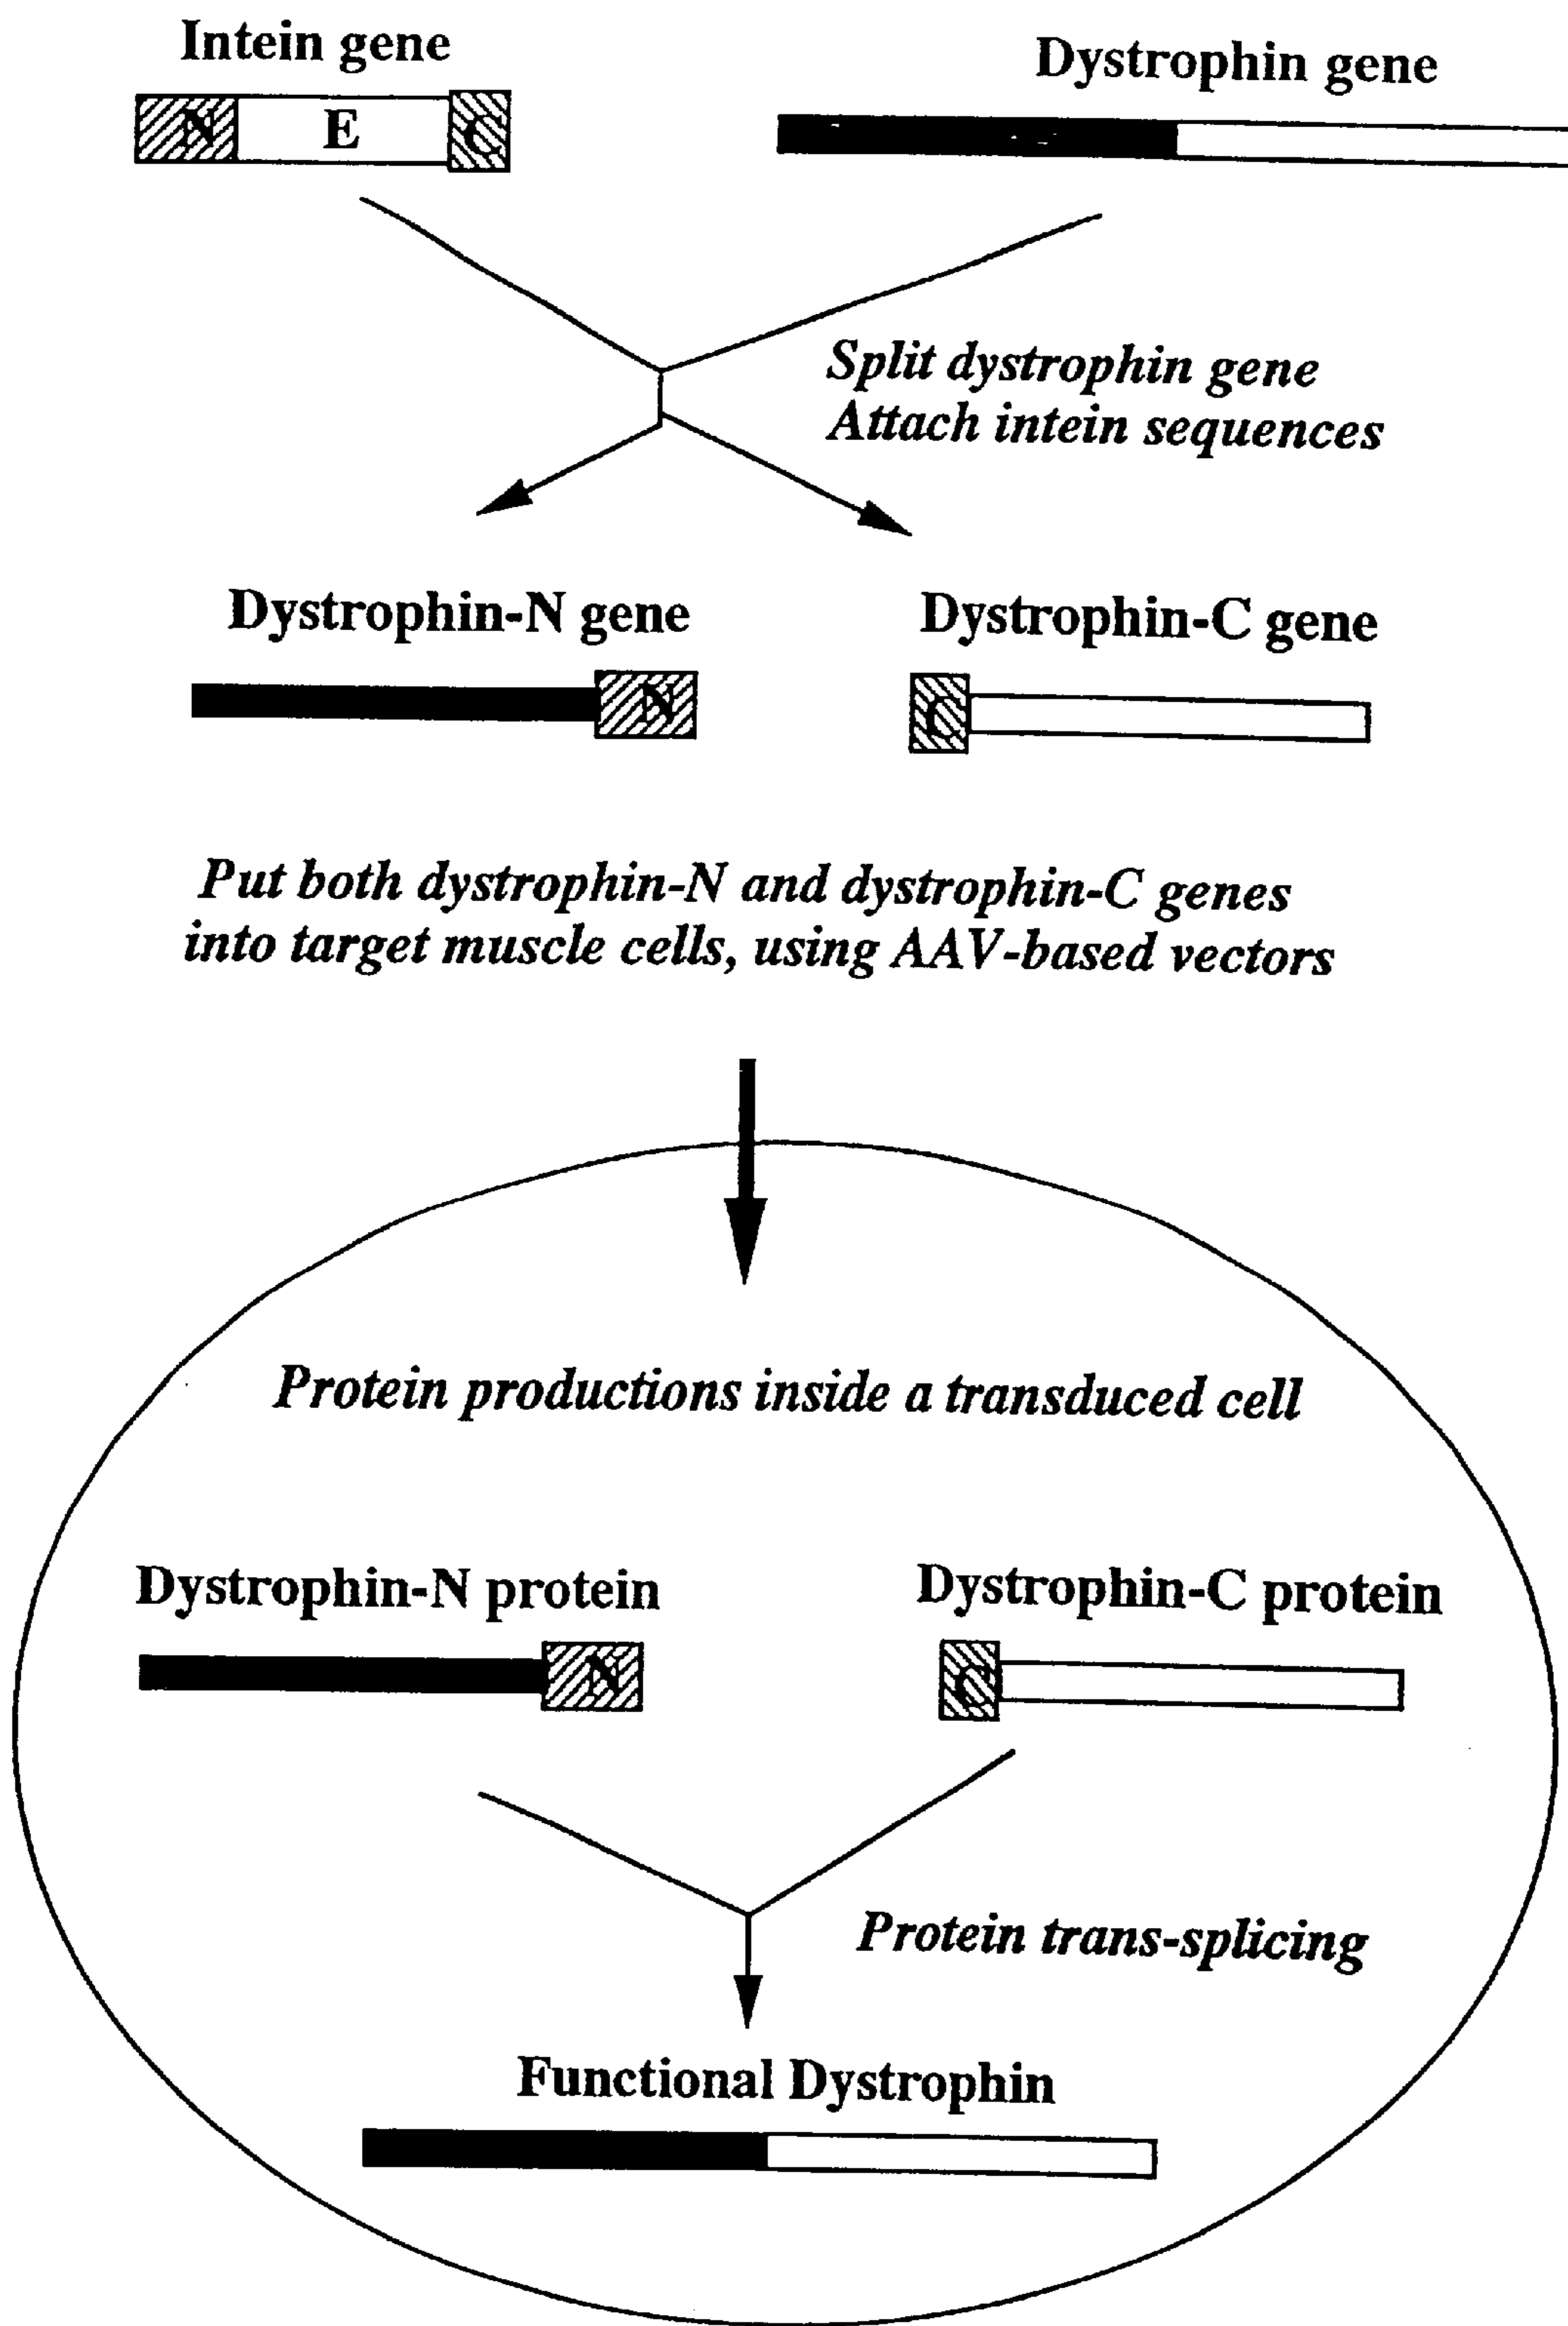 Intein gene
Dystrophin gene
N E C
Split dystrophin gene
Attach intein sequences
Dystrophin-N gene
Dystrophin-C gene
N
C
Put both dystrophin-N and dystrophin-C genes
into target muscle cells, using AAV-based vectors
Protein productions inside a transduced cell
Dystrophin-N protein
Dystrophin-C protein
N
C
Protein trans-splicing
Functional Dystrophin